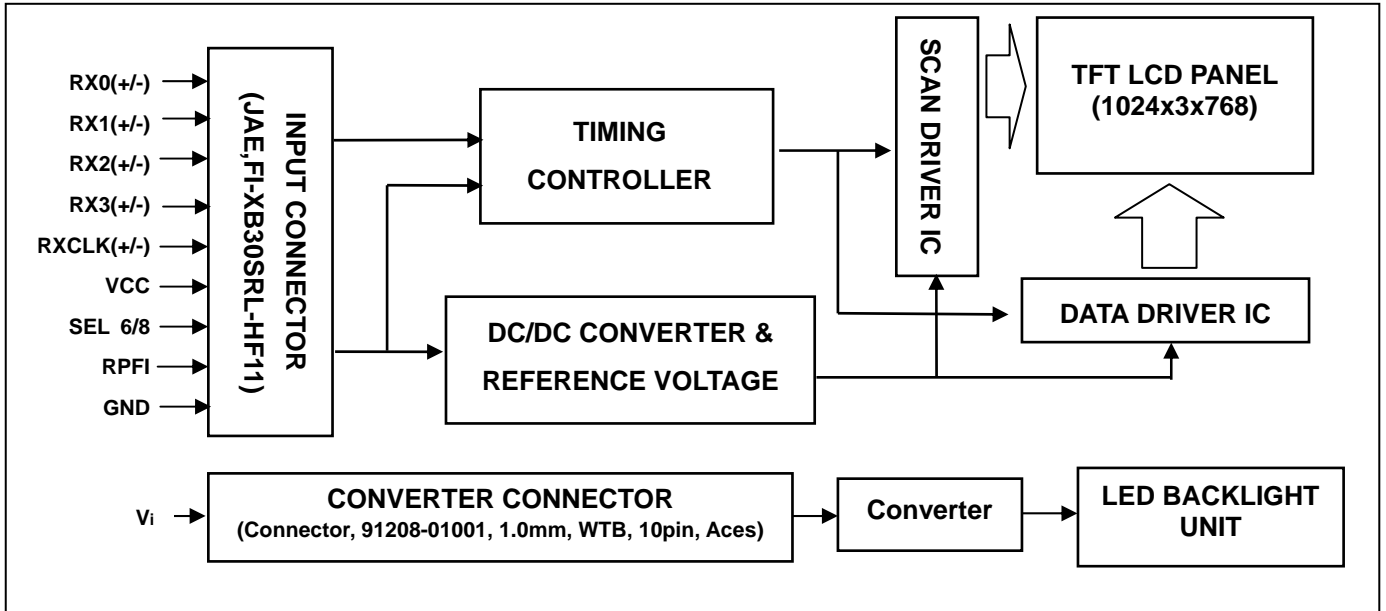 RX0(+/-)
RX1(+/-)
RX2(+/-)
RX3(+/-)
RXCLK(+/-)
VCC
SEL 6/8
RPFI
GND
INPUT CONNECTOR
(JAE,FI-XB30SRL-HF11)
TIMING
CONTROLLER
DC/DC CONVERTER &
REFERENCE VOLTAGE
SCAN DRIVER IC
TFT LCD PANEL
(1024x3x768)
DATA DRIVER IC
Vi
CONVERTER CONNECTOR
(Connector, 91208-01001, 1.0mm, WTB, 10pin, Aces)
Converter
LED BACKLIGHT
UNIT